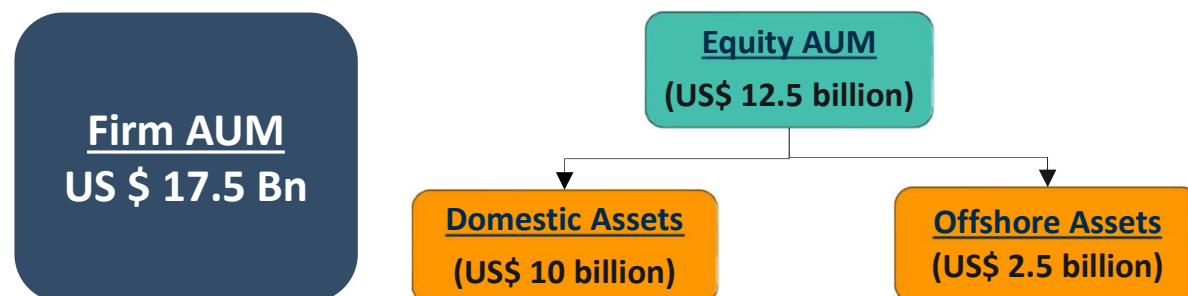 Firm AUM
US $ 17.5 Bn
Equity AUM
(US$ 12.5 billion)
Domestic Assets
(US$ 10 billion)
Offshore Assets
(US$ 2.5 billion)